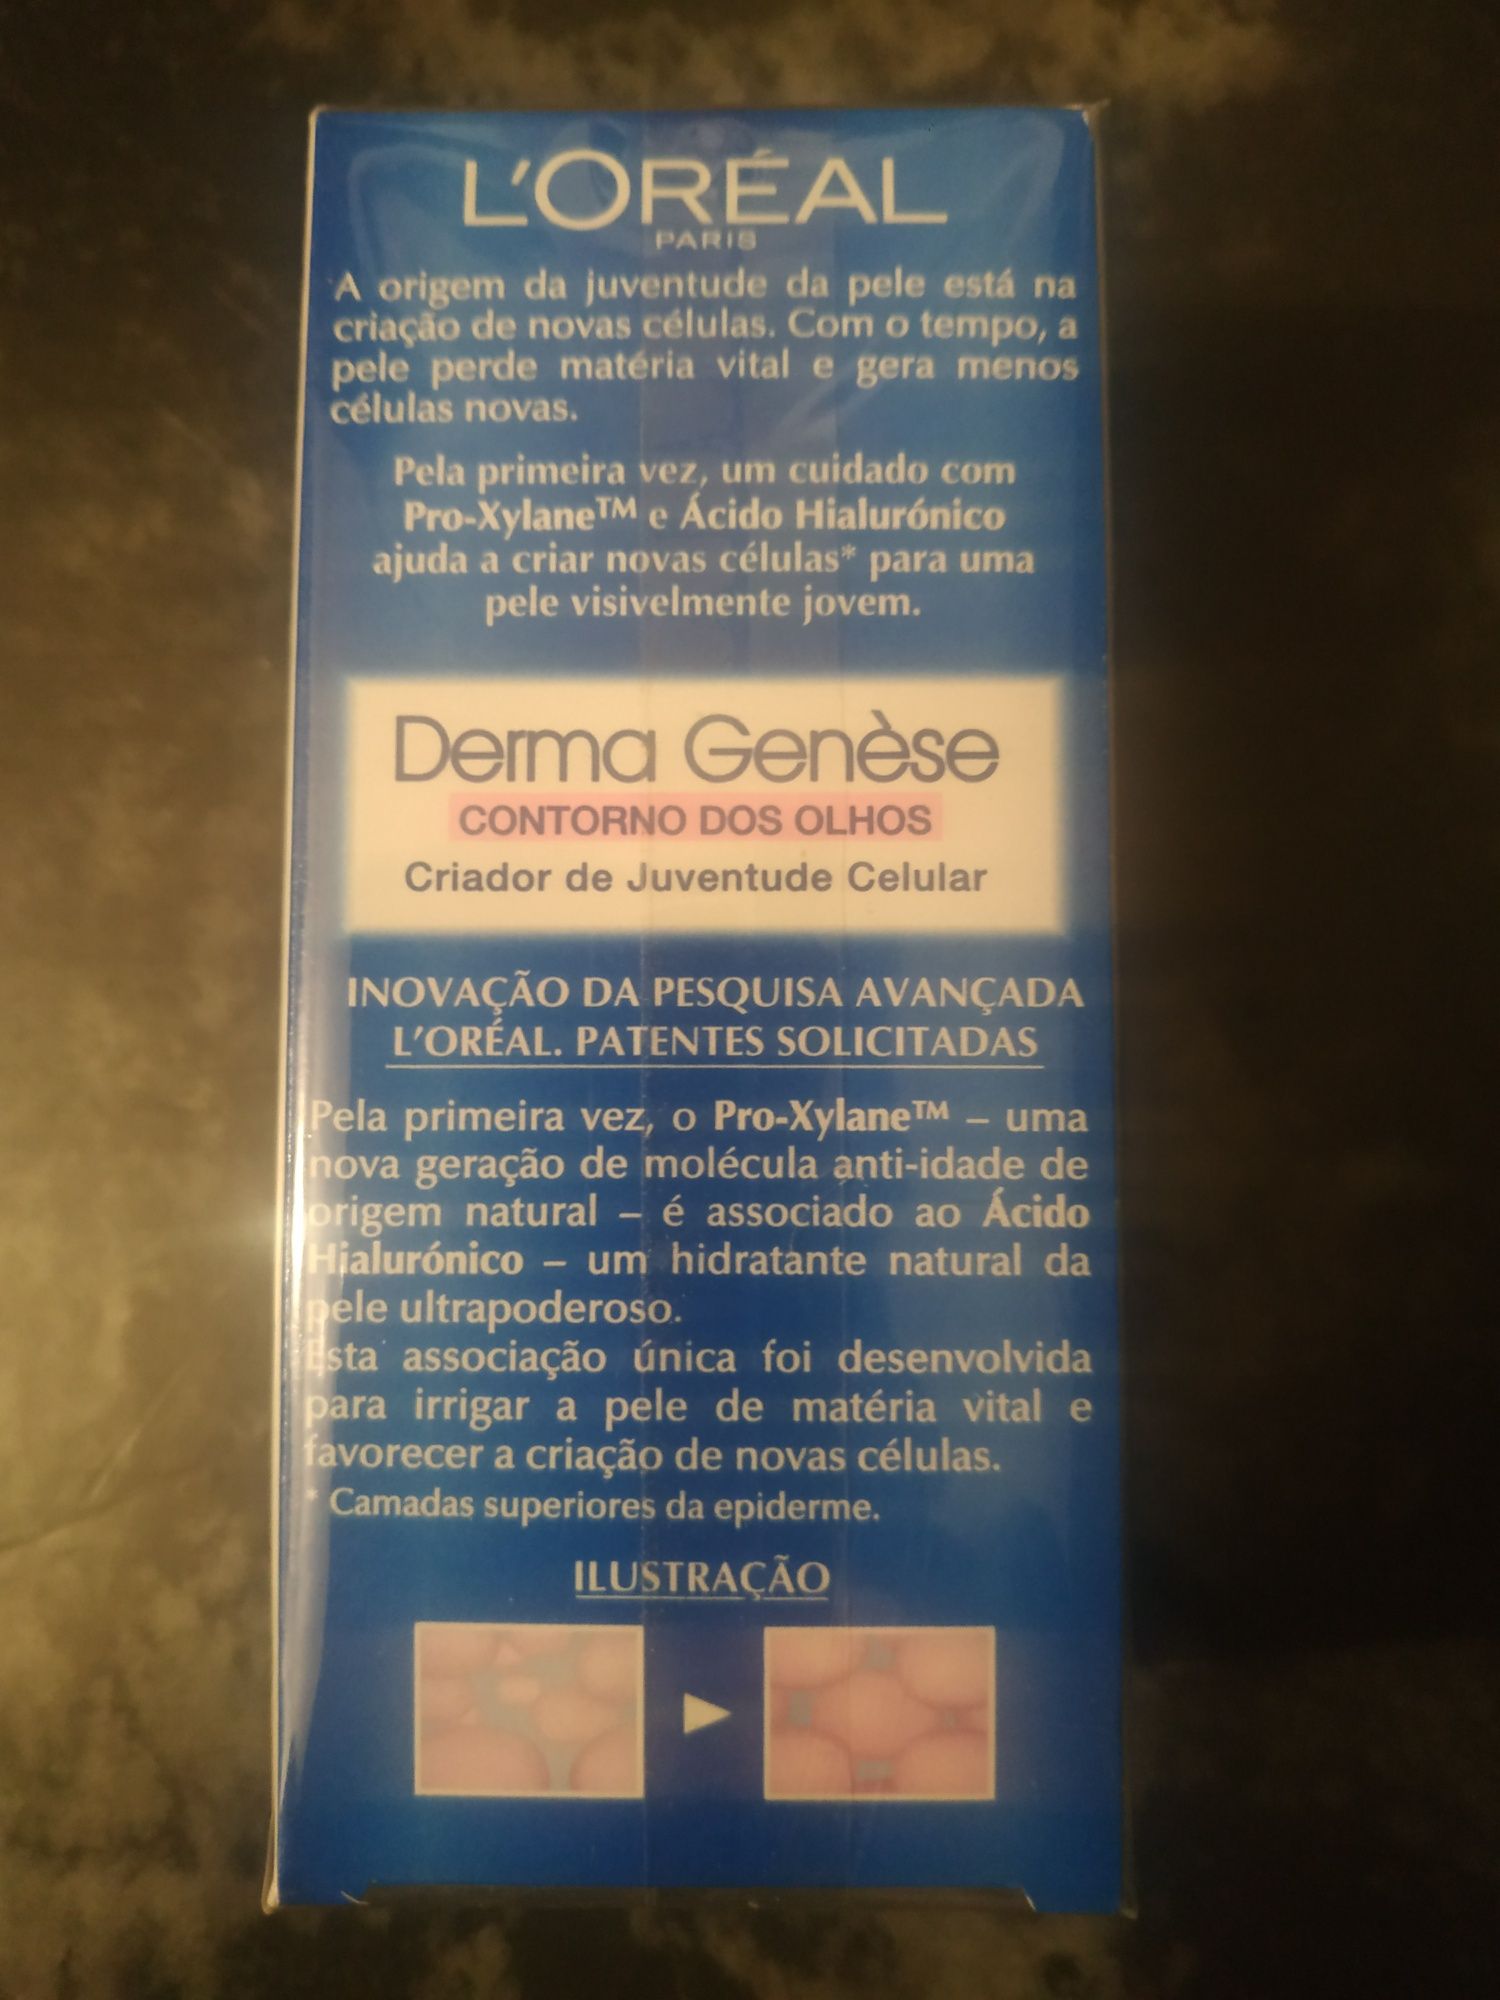 L'ORÉAL
PARIS
A origem da juventude da pele está na
criação de novas células. Com o tempo, a
pele perde matéria vital e gera menos
células novas.
Pela primeira vez, um cuidado com
Pro-Xylane™ e Ácido Hialurónico
ajuda a criar novas células* para uma
pele visivelmente jovem.
Derma Genèse
CONTORNO DOS OLHOS
Criador de Juventude Celular
INOVAÇÃO DA PESQUISA AVANÇADA
L'ORÉAL. PATENTES SOLICITADAS
Pela primeira vez, o Pro-Xylane™ – uma
nova geração de molécula anti-idade de
origem natural – é associado ao Ácido
Hialurónico – um hidratante natural da
pele ultrapoderoso.
Esta associação única foi desenvolvida
para irrigar a pele de matéria vital e
favorecer a criação de novas células.
* Camadas superiores da epiderme.
ILUSTRAÇÃO